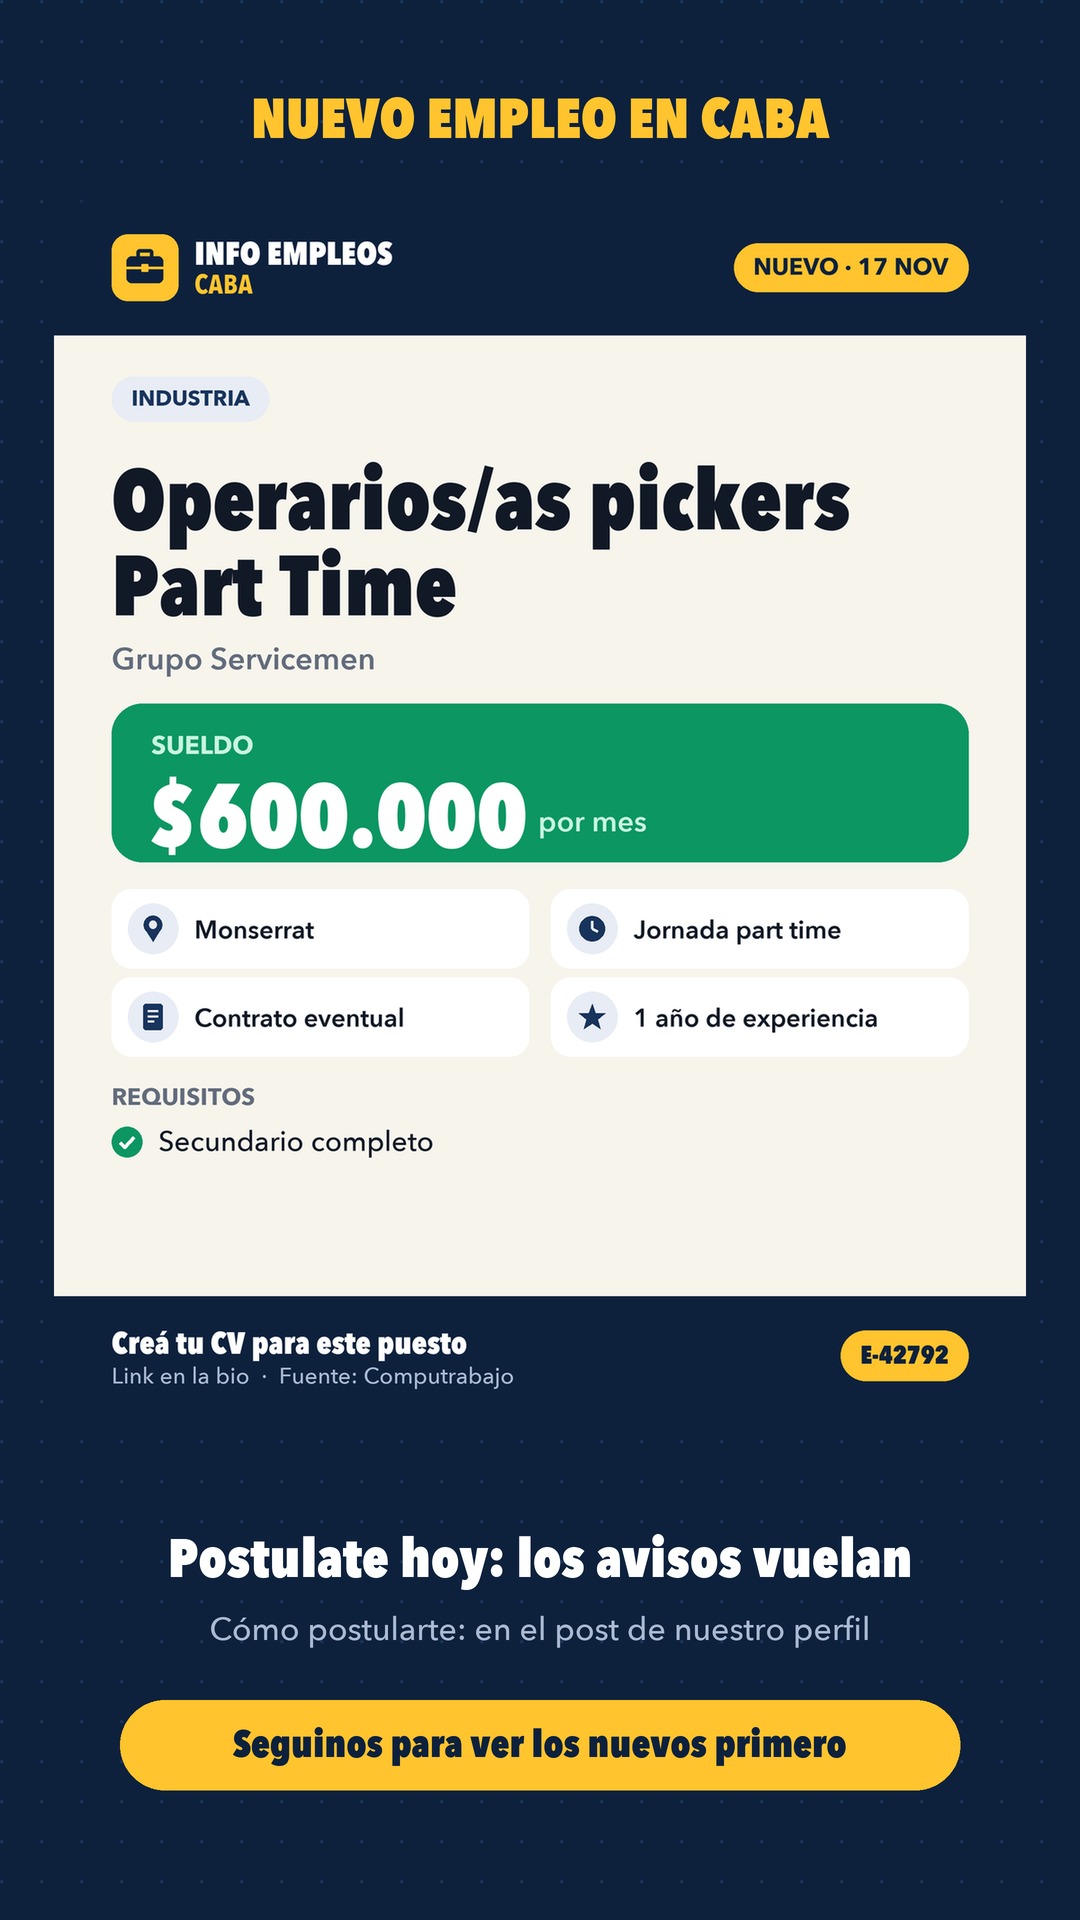 NUEVO EMPLEO EN CABA
INFO EMPLEOS
CABA
NUEVO · 17 NOV
INDUSTRIA
Operarios/as pickers
Part Time
Grupo Servicemen
SUELDO
$600.000 por mes
Monserrat
Jornada part time
Contrato eventual
1 año de experiencia
REQUISITOS
Secundario completo
Creá tu CV para este puesto
Link en la bio · Fuente: Computrabajo
E-42792
Postulate hoy: los avisos vuelan
Cómo postularte: en el post de nuestro perfil
Seguinos para ver los nuevos primero